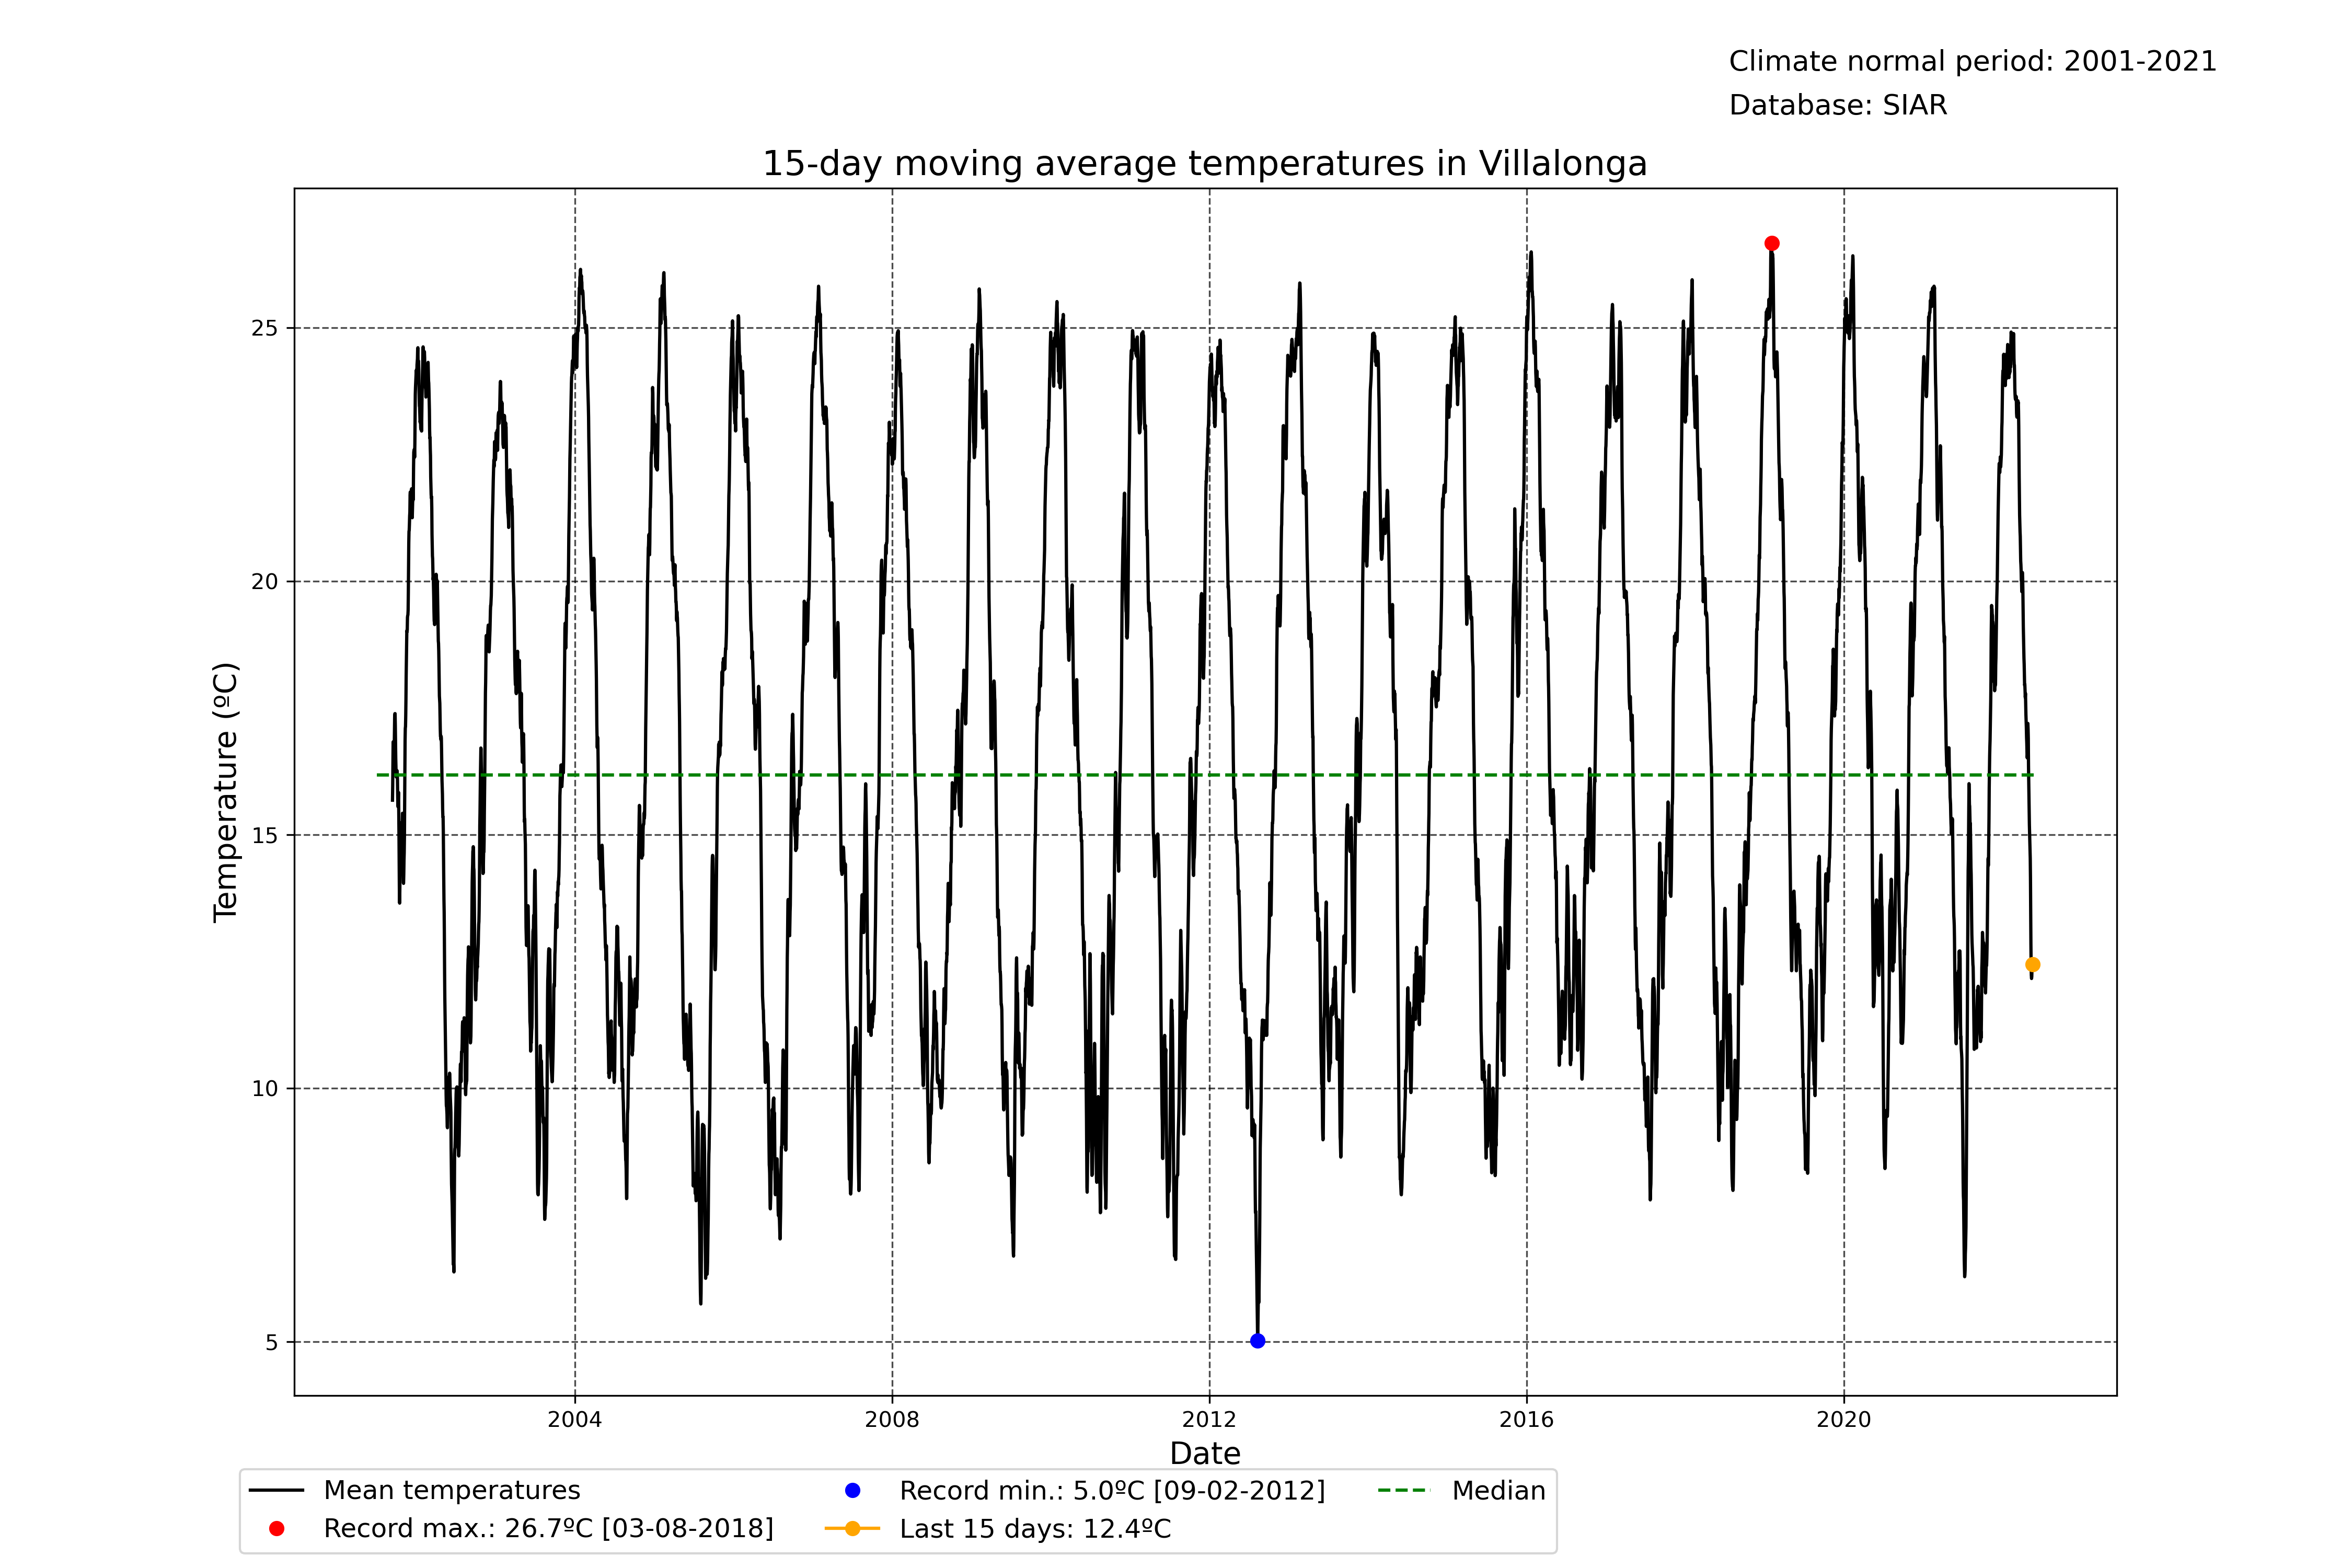 Climate normal period: 2001-2021
Database: SIAR
15-day moving average temperatures in Villalonga
Temperature (ºC)
25
20
15
10
5
2004 2008 2012 2016 2020
Date
Mean temperatures
Record max.: 26.7ºC [03-08-2018]
Record min.: 5.0ºC [09-02-2012]
Last 15 days: 12.4ºC
Median